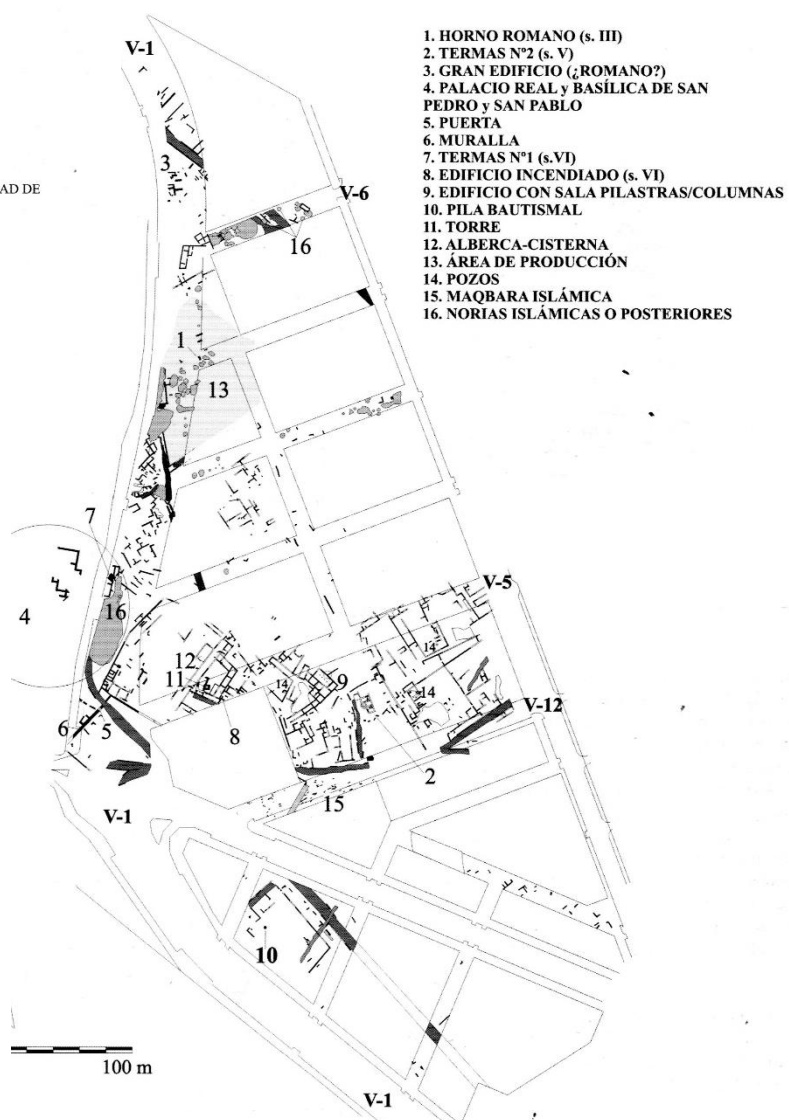 V-1
1. HORNO ROMANO (s. III)
2. TERMAS Nº2 (s. V)
3. GRAN EDIFICIO (¿ROMANO?)
4. PALACIO REAL y BASÍLICA DE SAN
PEDRO y SAN PABLO
5. PUERTA
6. MURALLA
7. TERMAS Nº1 (s.VI)
8. EDIFICIO INCENDIADO (s. VI)
9. EDIFICIO CON SALA PILASTRAS/COLUMNAS
10. PILA BAUTISMAL
11. TORRE
12. ALBERCA-CISTERNA
13. ÁREA DE PRODUCCIÓN
14. POZOS
15. MAQBARA ISLÁMICA
16. NORIAS ISLÁMICAS O POSTERIORES
AD DE
3
V-6
16
1
13
7
4
16
V-5
14
12
11
14
9
14
V-12
6
5
8
2
15
V-1
10
100 m
V-1